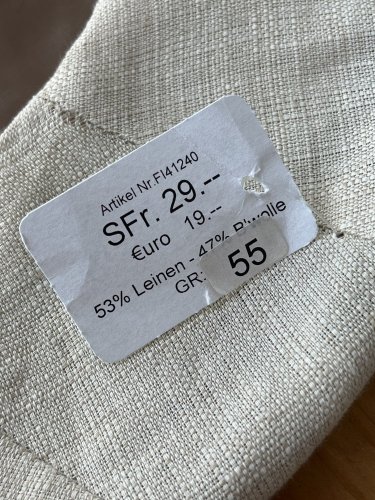 Artikel Nr.FI41240
SFr. 29.--
€uro 19.--
53% Leinen - 47% B'wolle
GR: 55